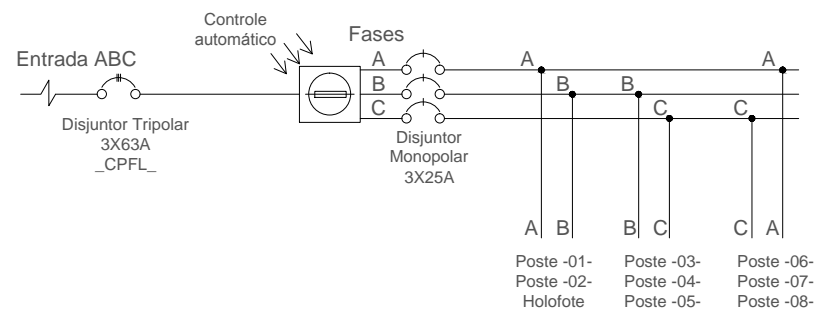 Controle
automático
Fases
Entrada ABC
A
A
A
B
B
B
C
C
C
Disjuntor Tripolar
3X63A
_CPFL_
Disjuntor
Monopolar
3X25A
A B
B C
C A
Poste -01-
Poste -02-
Holofote
Poste -03-
Poste -04-
Poste -05-
Poste -06-
Poste -07-
Poste -08-